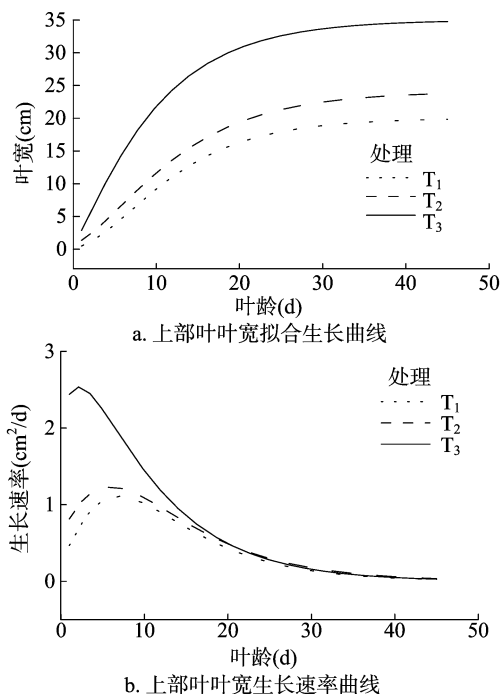 35
30
25
20
15
10
5
0
叶宽(cm)
处理
T₁
T₂
T₃
0 10 20 30 40 50
叶龄(d)
a. 上部叶叶宽拟合生长曲线
3
2
1
0
生长速率(cm²/d)
处理
T₁
T₂
T₃
0 10 20 30 40 50
叶龄(d)
b. 上部叶叶宽生长速率曲线